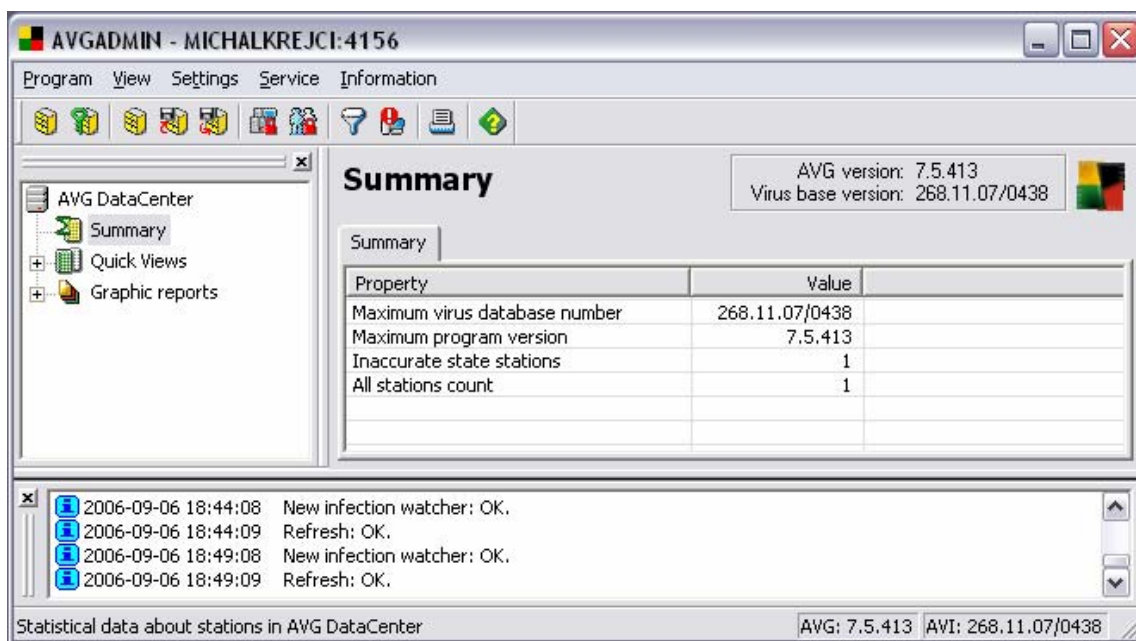 AVGADMIN - MICHALKREJCI:4156
Program View Settings Service Information
AVG DataCenter
Summary
Quick Views
Graphic reports
Summary
AVG version: 7.5.413
Virus base version: 268.11.07/0438
Summary
Property Value
Maximum virus database number 268.11.07/0438
Maximum program version 7.5.413
Inaccurate state stations 1
All stations count 1
2006-09-06 18:44:08 New infection watcher: OK.
2006-09-06 18:44:09 Refresh: OK.
2006-09-06 18:49:08 New infection watcher: OK.
2006-09-06 18:49:09 Refresh: OK.
Statistical data about stations in AVG DataCenter AVG: 7.5.413 AVI: 268.11.07/0438